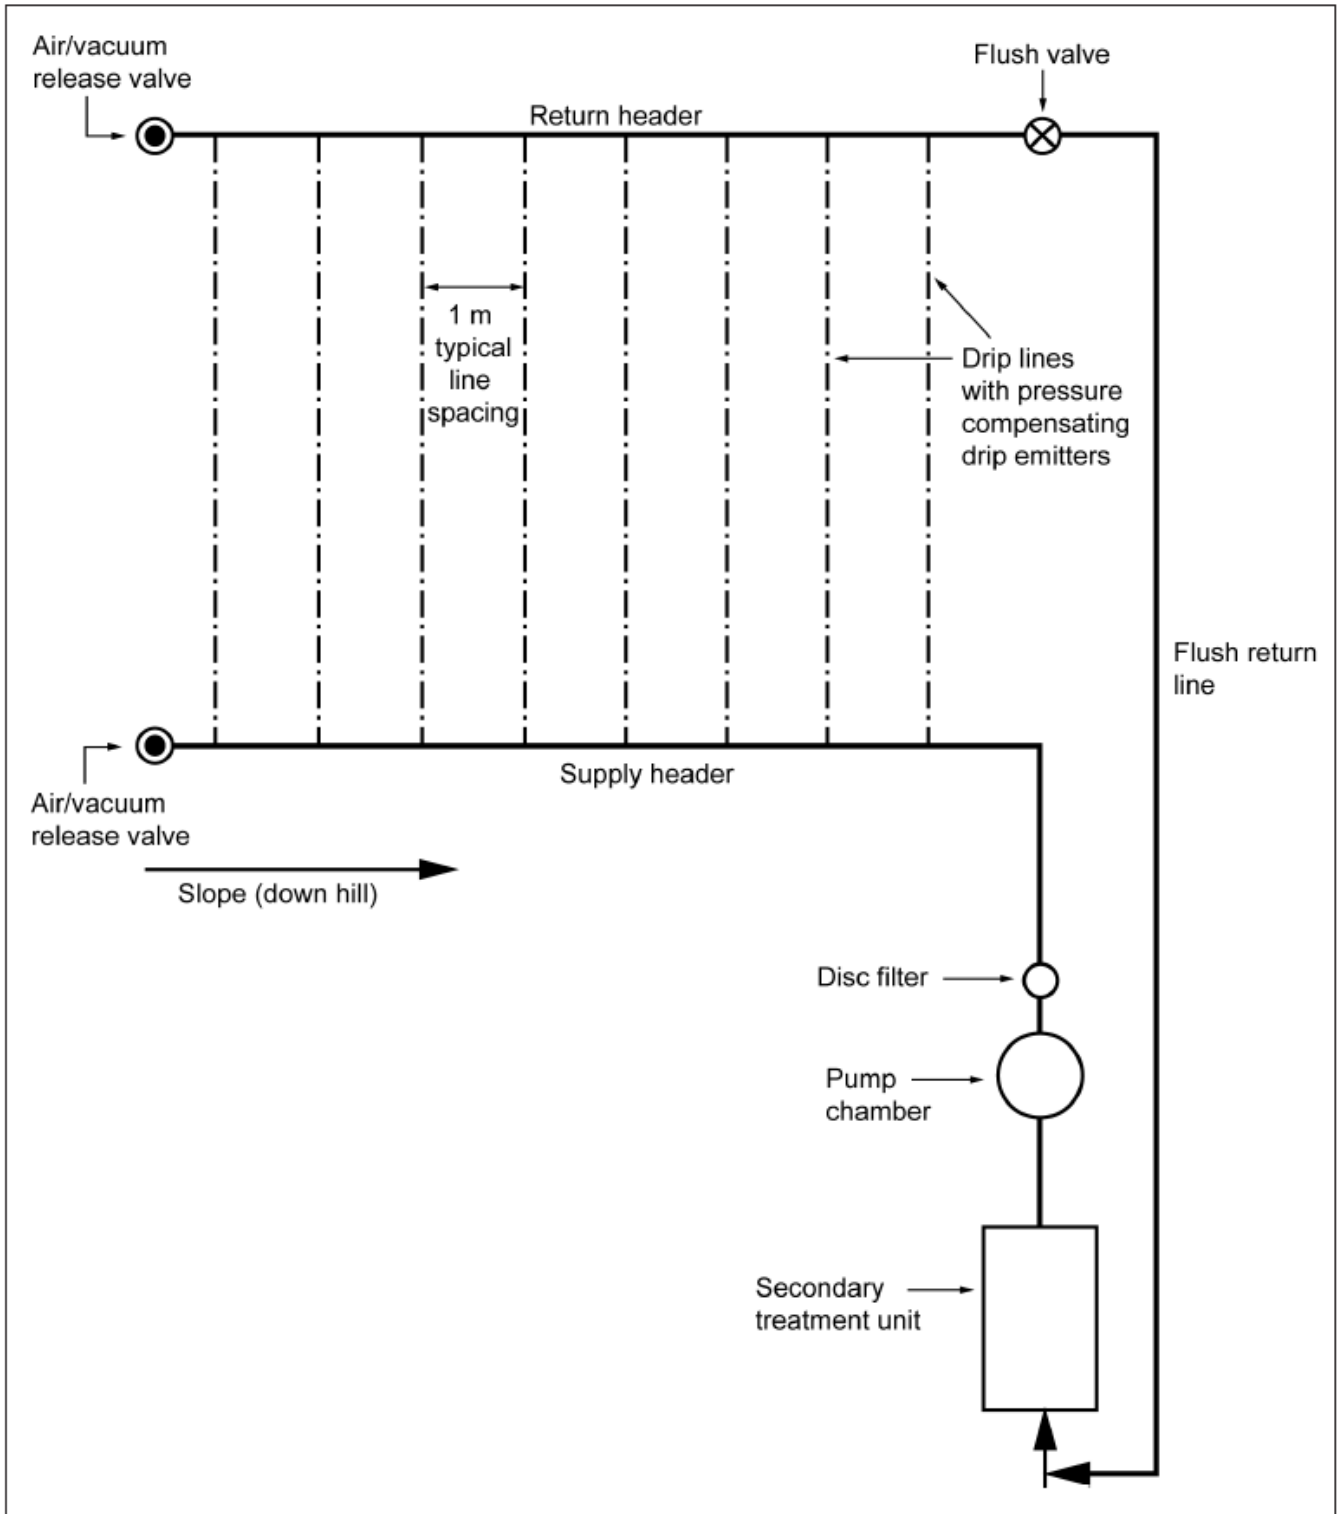 Air/vacuum
release valve
Flush valve
Return header
1 m
typical
line
spacing
Drip lines
with pressure
compensating
drip emitters
Flush return
line
Supply header
Air/vacuum
release valve
Slope (down hill)
Disc filter
Pump
chamber
Secondary
treatment unit